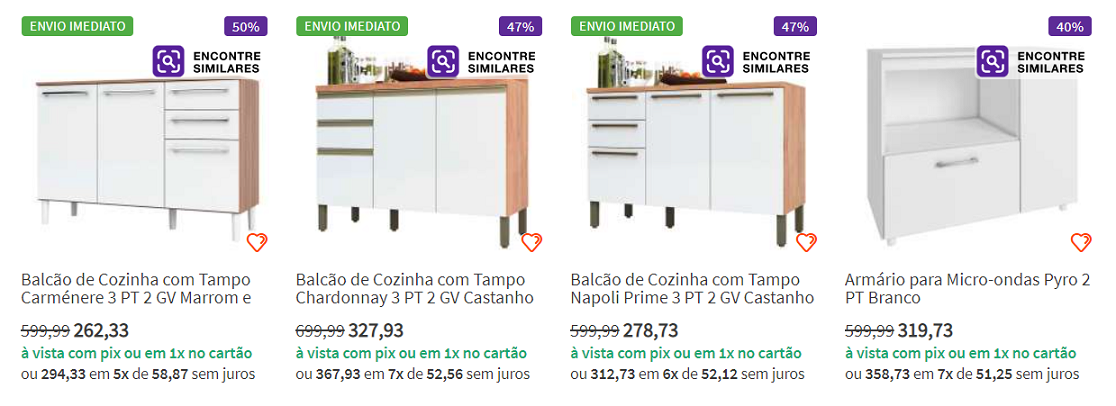 ENVIO IMEDIATO
50%
ENCONTRE
SIMILARES
Balcão de Cozinha com Tampo
Carménere 3 PT 2 GV Marrom e
599,99 262,33
à vista com pix ou em 1x no cartão
ou 294,33 em 5x de 58,87 sem juros
ENVIO IMEDIATO
47%
ENCONTRE
SIMILARES
Balcão de Cozinha com Tampo
Chardonnay 3 PT 2 GV Castanho
699,99 327,93
à vista com pix ou em 1x no cartão
ou 367,93 em 7x de 52,56 sem juros
ENVIO IMEDIATO
47%
ENCONTRE
SIMILARES
Balcão de Cozinha com Tampo
Napoli Prime 3 PT 2 GV Castanho
599,99 278,73
à vista com pix ou em 1x no cartão
ou 312,73 em 6x de 52,12 sem juros
40%
ENCONTRE
SIMILARES
Armário para Micro-ondas Pyro 2
PT Branco
599,99 319,73
à vista com pix ou em 1x no cartão
ou 358,73 em 7x de 51,25 sem juros